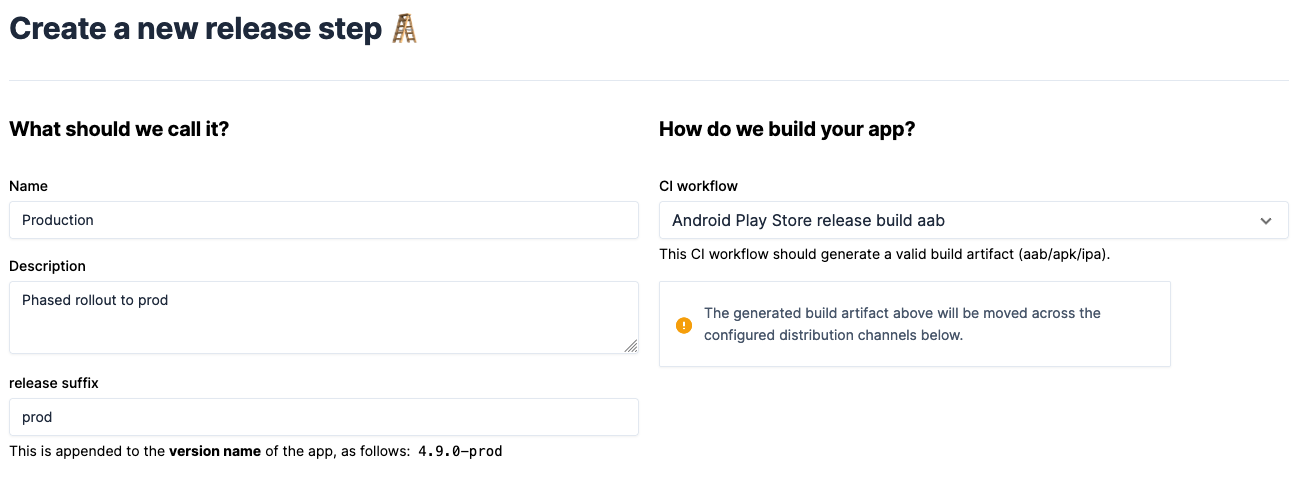 Create a new release step 🪜
What should we call it?
Name
Production
Description
Phased rollout to prod
release suffix
prod
This is appended to the version name of the app, as follows: 4.9.0-prod
How do we build your app?
CI workflow
Android Play Store release build aab
This CI workflow should generate a valid build artifact (aab/apk/ipa).
The generated build artifact above will be moved across the
configured distribution channels below.